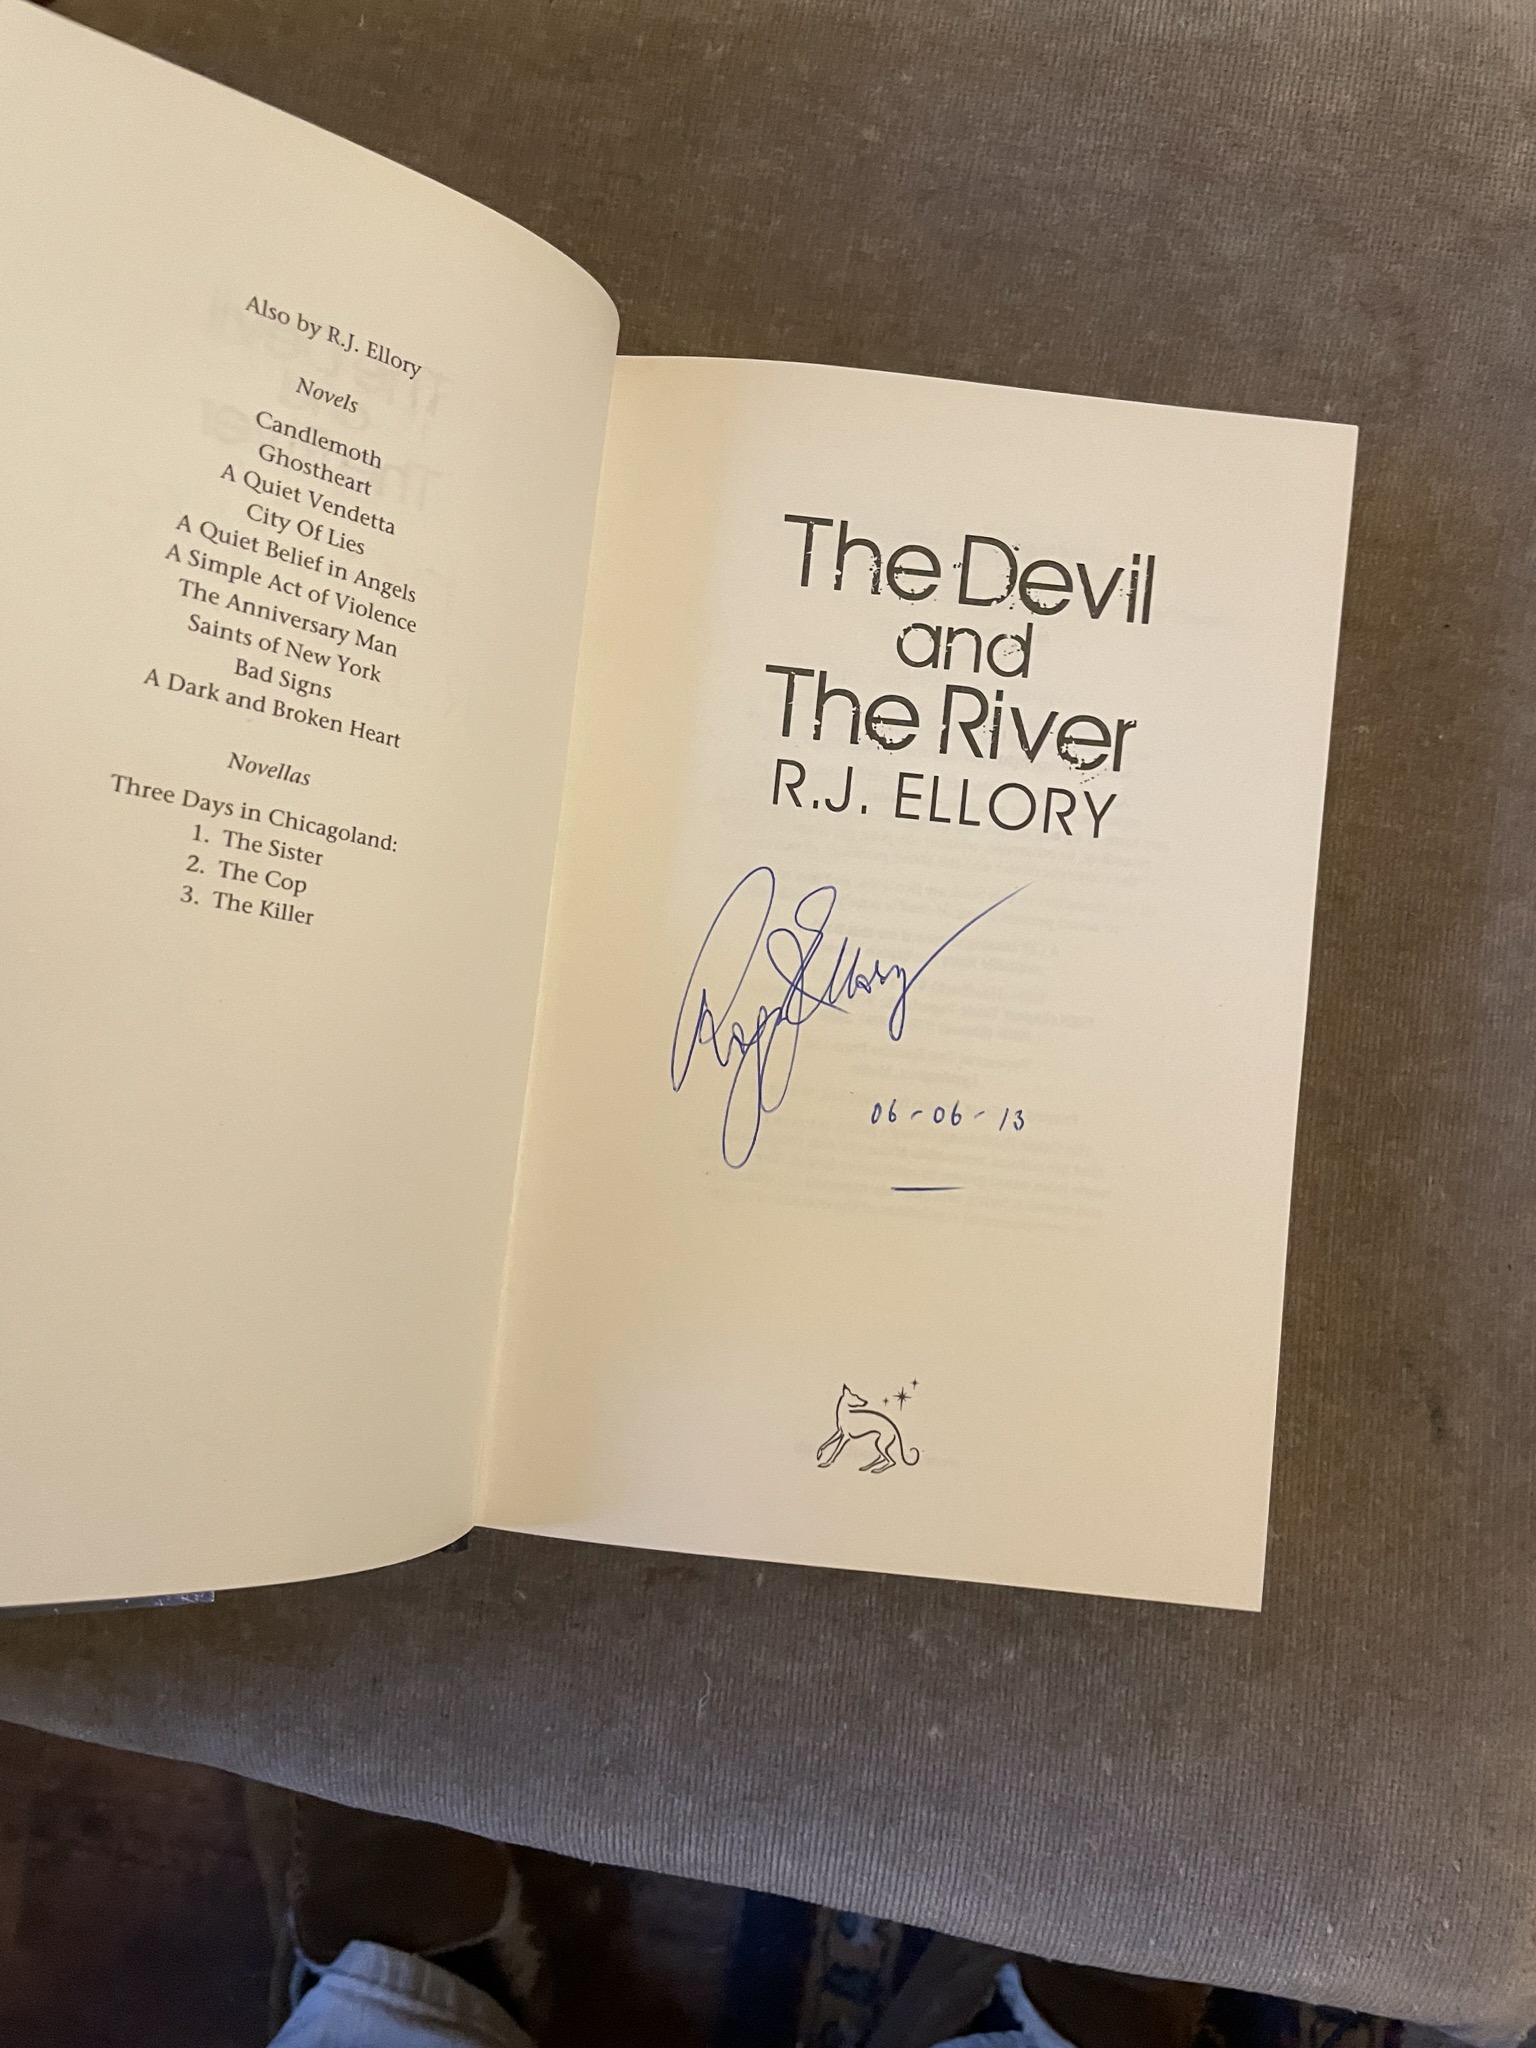 Also by R.J. Ellory
Novels
Candlemoth
Ghostheart
A Quiet Vendetta
City Of Lies
A Quiet Belief in Angels
A Simple Act of Violence
The Anniversary Man
Saints of New York
Bad Signs
A Dark and Broken Heart
Novellas
Three Days in Chicagoland:
1. The Sister
2. The Cop
3. The Killer
The Devil
and
The River
R.J. ELLORY
Roger J Ellory
06-06-13